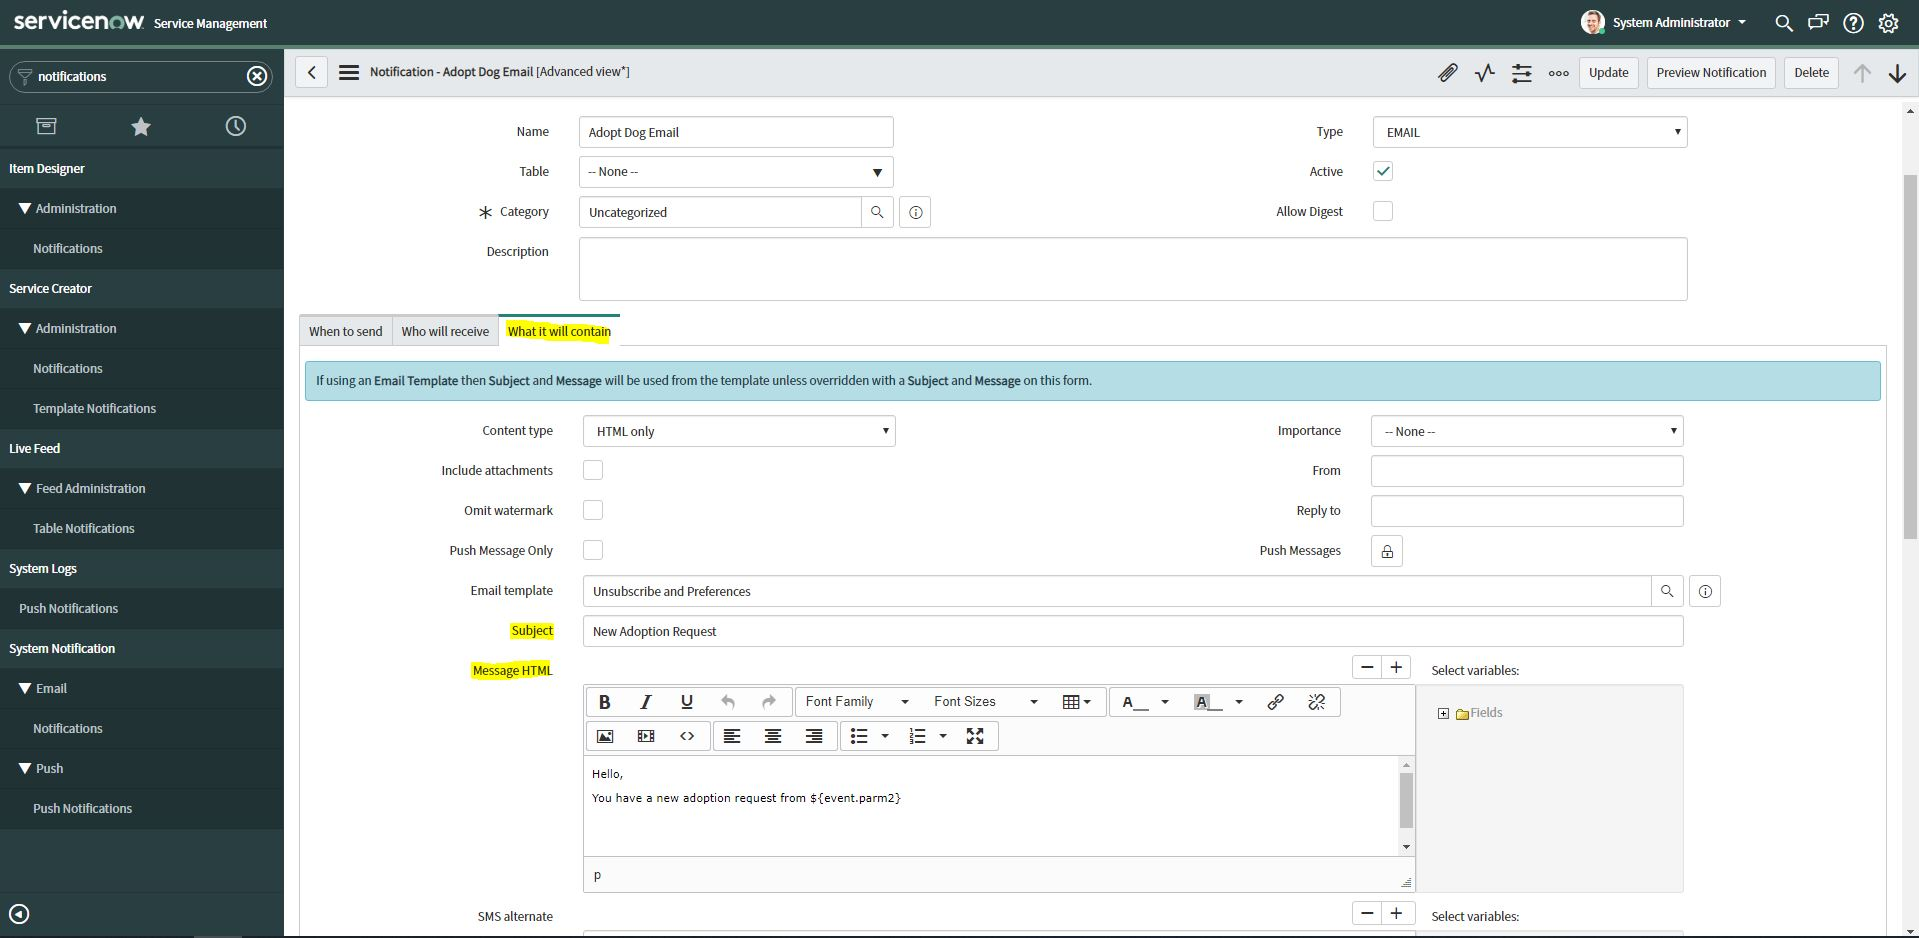 servicenow Service Management
System Administrator
notifications
Notification - Adopt Dog Email [Advanced view*]
Update
Preview Notification
Delete
Item Designer
Administration
Notifications
Service Creator
Administration
Notifications
Template Notifications
Live Feed
Feed Administration
Table Notifications
System Logs
Push Notifications
System Notification
Email
Notifications
Push
Push Notifications
Name Adopt Dog Email
Type EMAIL
Table -- None --
Active
Category Uncategorized
Allow Digest
Description
When to send Who will receive What it will contain
If using an Email Template then Subject and Message will be used from the template unless overridden with a Subject and Message on this form.
Content type HTML only
Importance -- None --
Include attachments
From
Omit watermark
Reply to
Push Message Only
Push Messages
Email template Unsubscribe and Preferences
Subject New Adoption Request
Message HTML
Select variables:
B I U Font Family Font Sizes A A
Fields
Hello,
You have a new adoption request from ${event.parm2}
p
SMS alternate
Select variables: